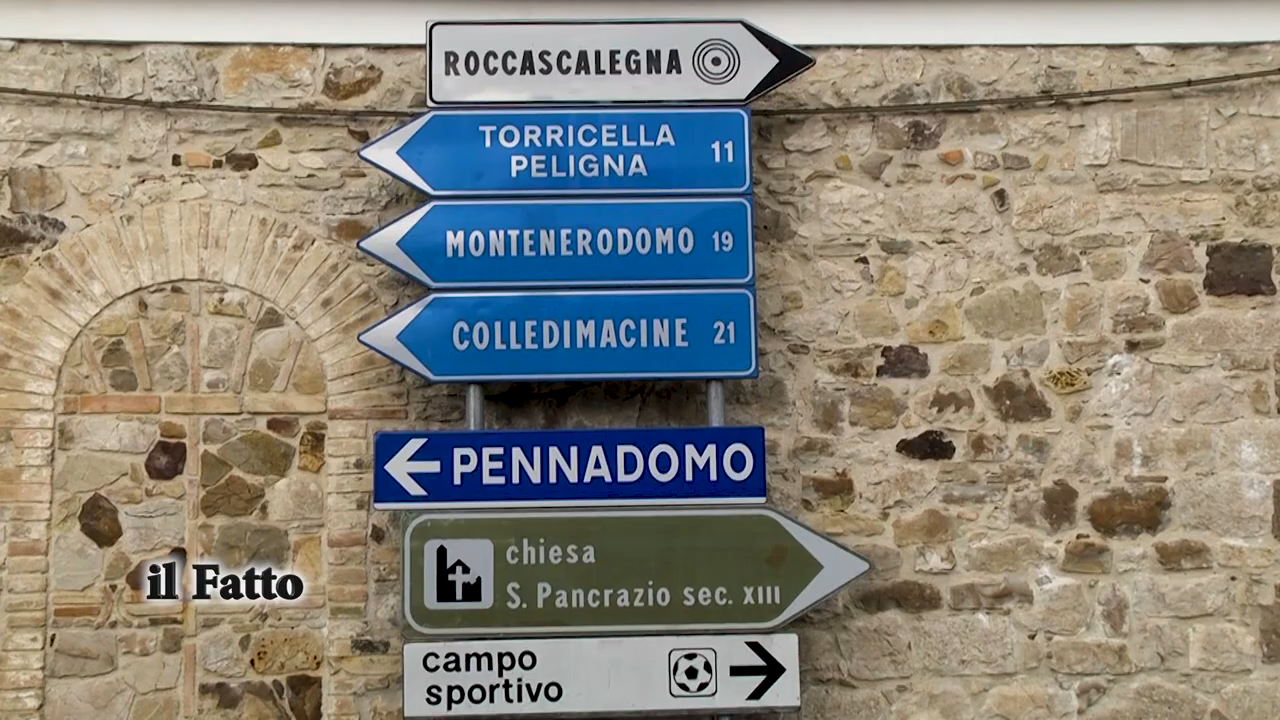 ROCCASCALEGNA
TORRICELLA
PELIGNA 11
MONTENERODOMO 19
COLLEDIMACINE 21
PENNADOMO
chiesa
S. Pancrazio sec. XIII
il Fatto
campo
sportivo